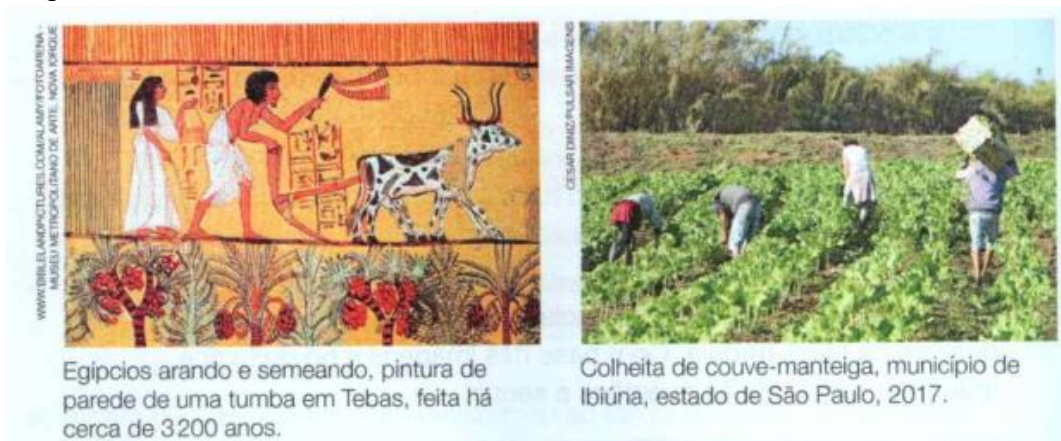 WWW.BIBLELANDPICTURES.COM/ALAMY/FOTOARENA -
MUSEU METROPOLITANO DE ARTE, NOVA IORQUE
Egípcios arando e semeando, pintura de
parede de uma tumba em Tebas, feita há
cerca de 3 200 anos.
CESAR DINIZ/PULSAR IMAGENS
Colheita de couve-manteiga, município de
Ibiúna, estado de São Paulo, 2017.